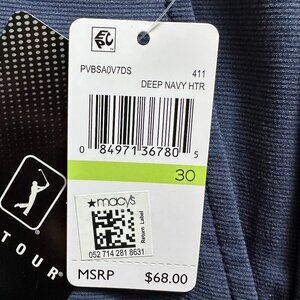 PVBSA0V7DS 411
DEEP NAVY HTR
0 84971 36780 5
30
★macy's
Return Label
052 714 281 8631
MSRP $68.00
TOUR